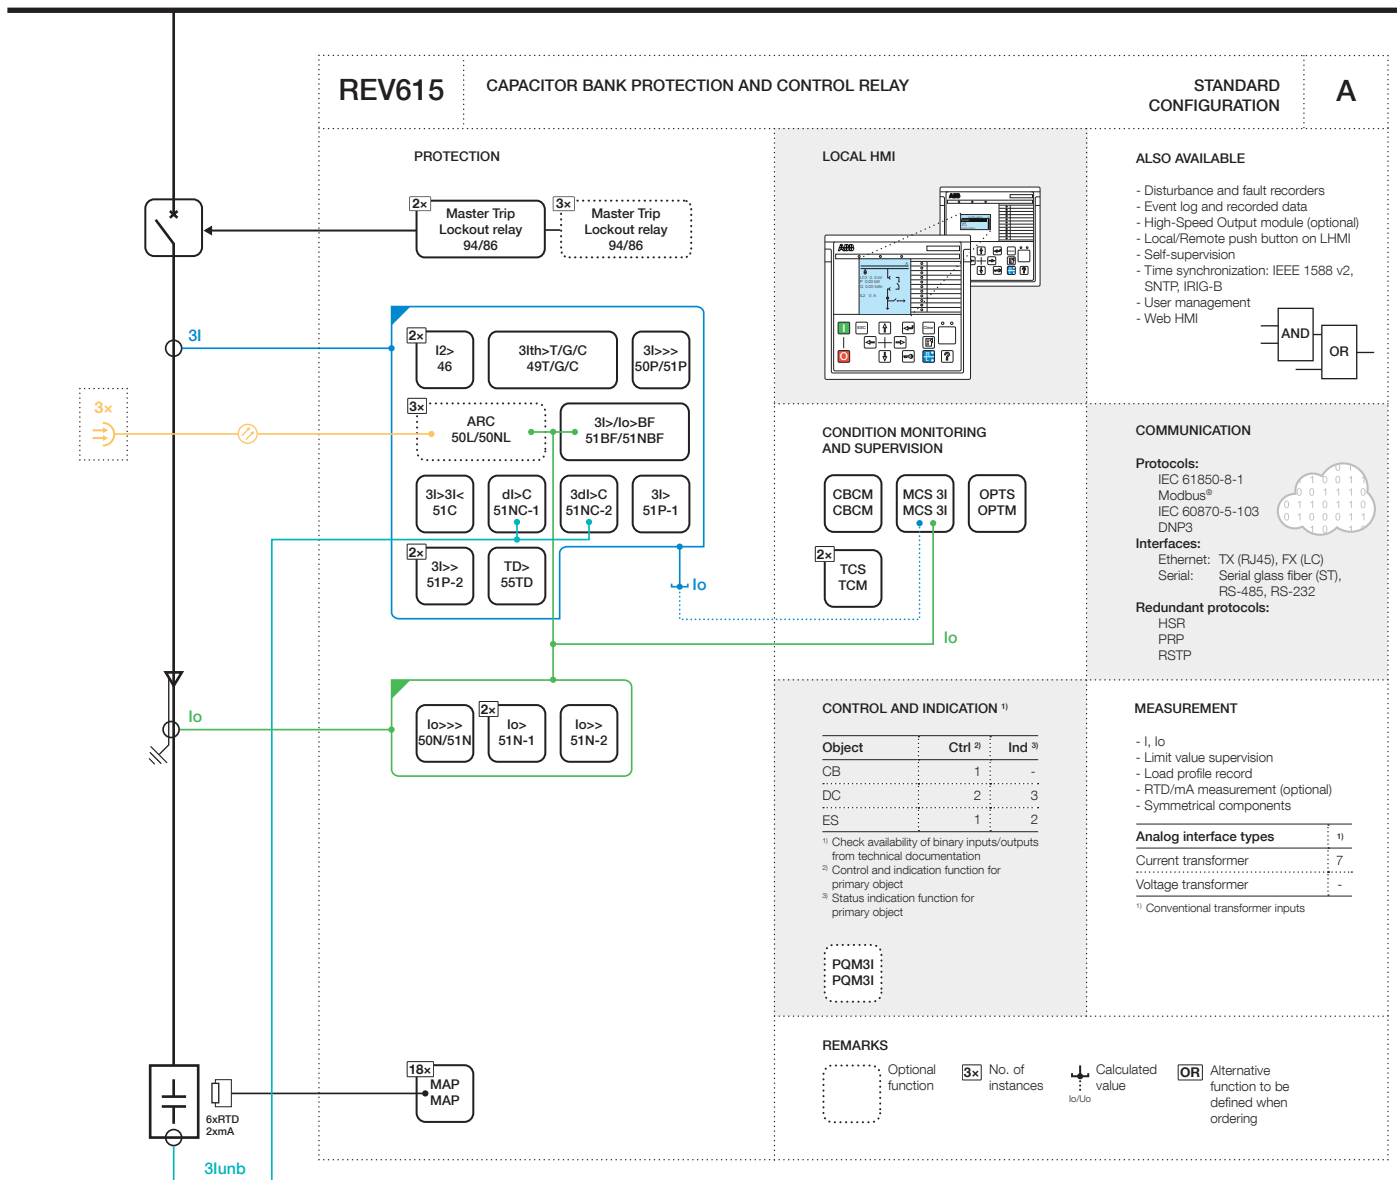 REV615
CAPACITOR BANK PROTECTION AND CONTROL RELAY
STANDARD
CONFIGURATION
A
PROTECTION
2×
Master Trip
Lockout relay
94/86
3×
Master Trip
Lockout relay
94/86
3I
2×
I2>
46
3Ith>T/G/C
49T/G/C
3I>>>
50P/51P
3×
3×
ARC
50L/50NL
3I>/Io>BF
51BF/51NBF
3I>3I<
51C
dI>C
51NC-1
3dI>C
51NC-2
3I>
51P-1
2×
3I>>
51P-2
TD>
55TD
Io
Io
Io
Io>>>
50N/51N
2×
Io>
51N-1
Io>>
51N-2
18×
MAP
MAP
6xRTD
2xmA
3Iunb
LOCAL HMI
ABB
ABB
ESC
Clear
I
O
?
?
CONDITION MONITORING
AND SUPERVISION
CBCM
CBCM
MCS 3I
MCS 3I
OPTS
OPTM
2×
TCS
TCM
CONTROL AND INDICATION 1)
Object Ctrl 2) Ind 3)
CB 1 -
DC 2 3
ES 1 2
1) Check availability of binary inputs/outputs
from technical documentation
2) Control and indication function for
primary object
3) Status indication function for
primary object
PQM3I
PQM3I
ALSO AVAILABLE
- Disturbance and fault recorders
- Event log and recorded data
- High-Speed Output module (optional)
- Local/Remote push button on LHMI
- Self-supervision
- Time synchronization: IEEE 1588 v2,
SNTP, IRIG-B
- User management
- Web HMI
AND
OR
COMMUNICATION
Protocols:
IEC 61850-8-1
Modbus®
IEC 60870-5-103
DNP3
Interfaces:
Ethernet: TX (RJ45), FX (LC)
Serial: Serial glass fiber (ST),
RS-485, RS-232
Redundant protocols:
HSR
PRP
RSTP
MEASUREMENT
- I, Io
- Limit value supervision
- Load profile record
- RTD/mA measurement (optional)
- Symmetrical components
Analog interface types 1)
Current transformer 7
Voltage transformer -
1) Conventional transformer inputs
REMARKS
Optional
function
3×
No. of
instances
Io/Uo
Calculated
value
OR
Alternative
function to be
defined when
ordering